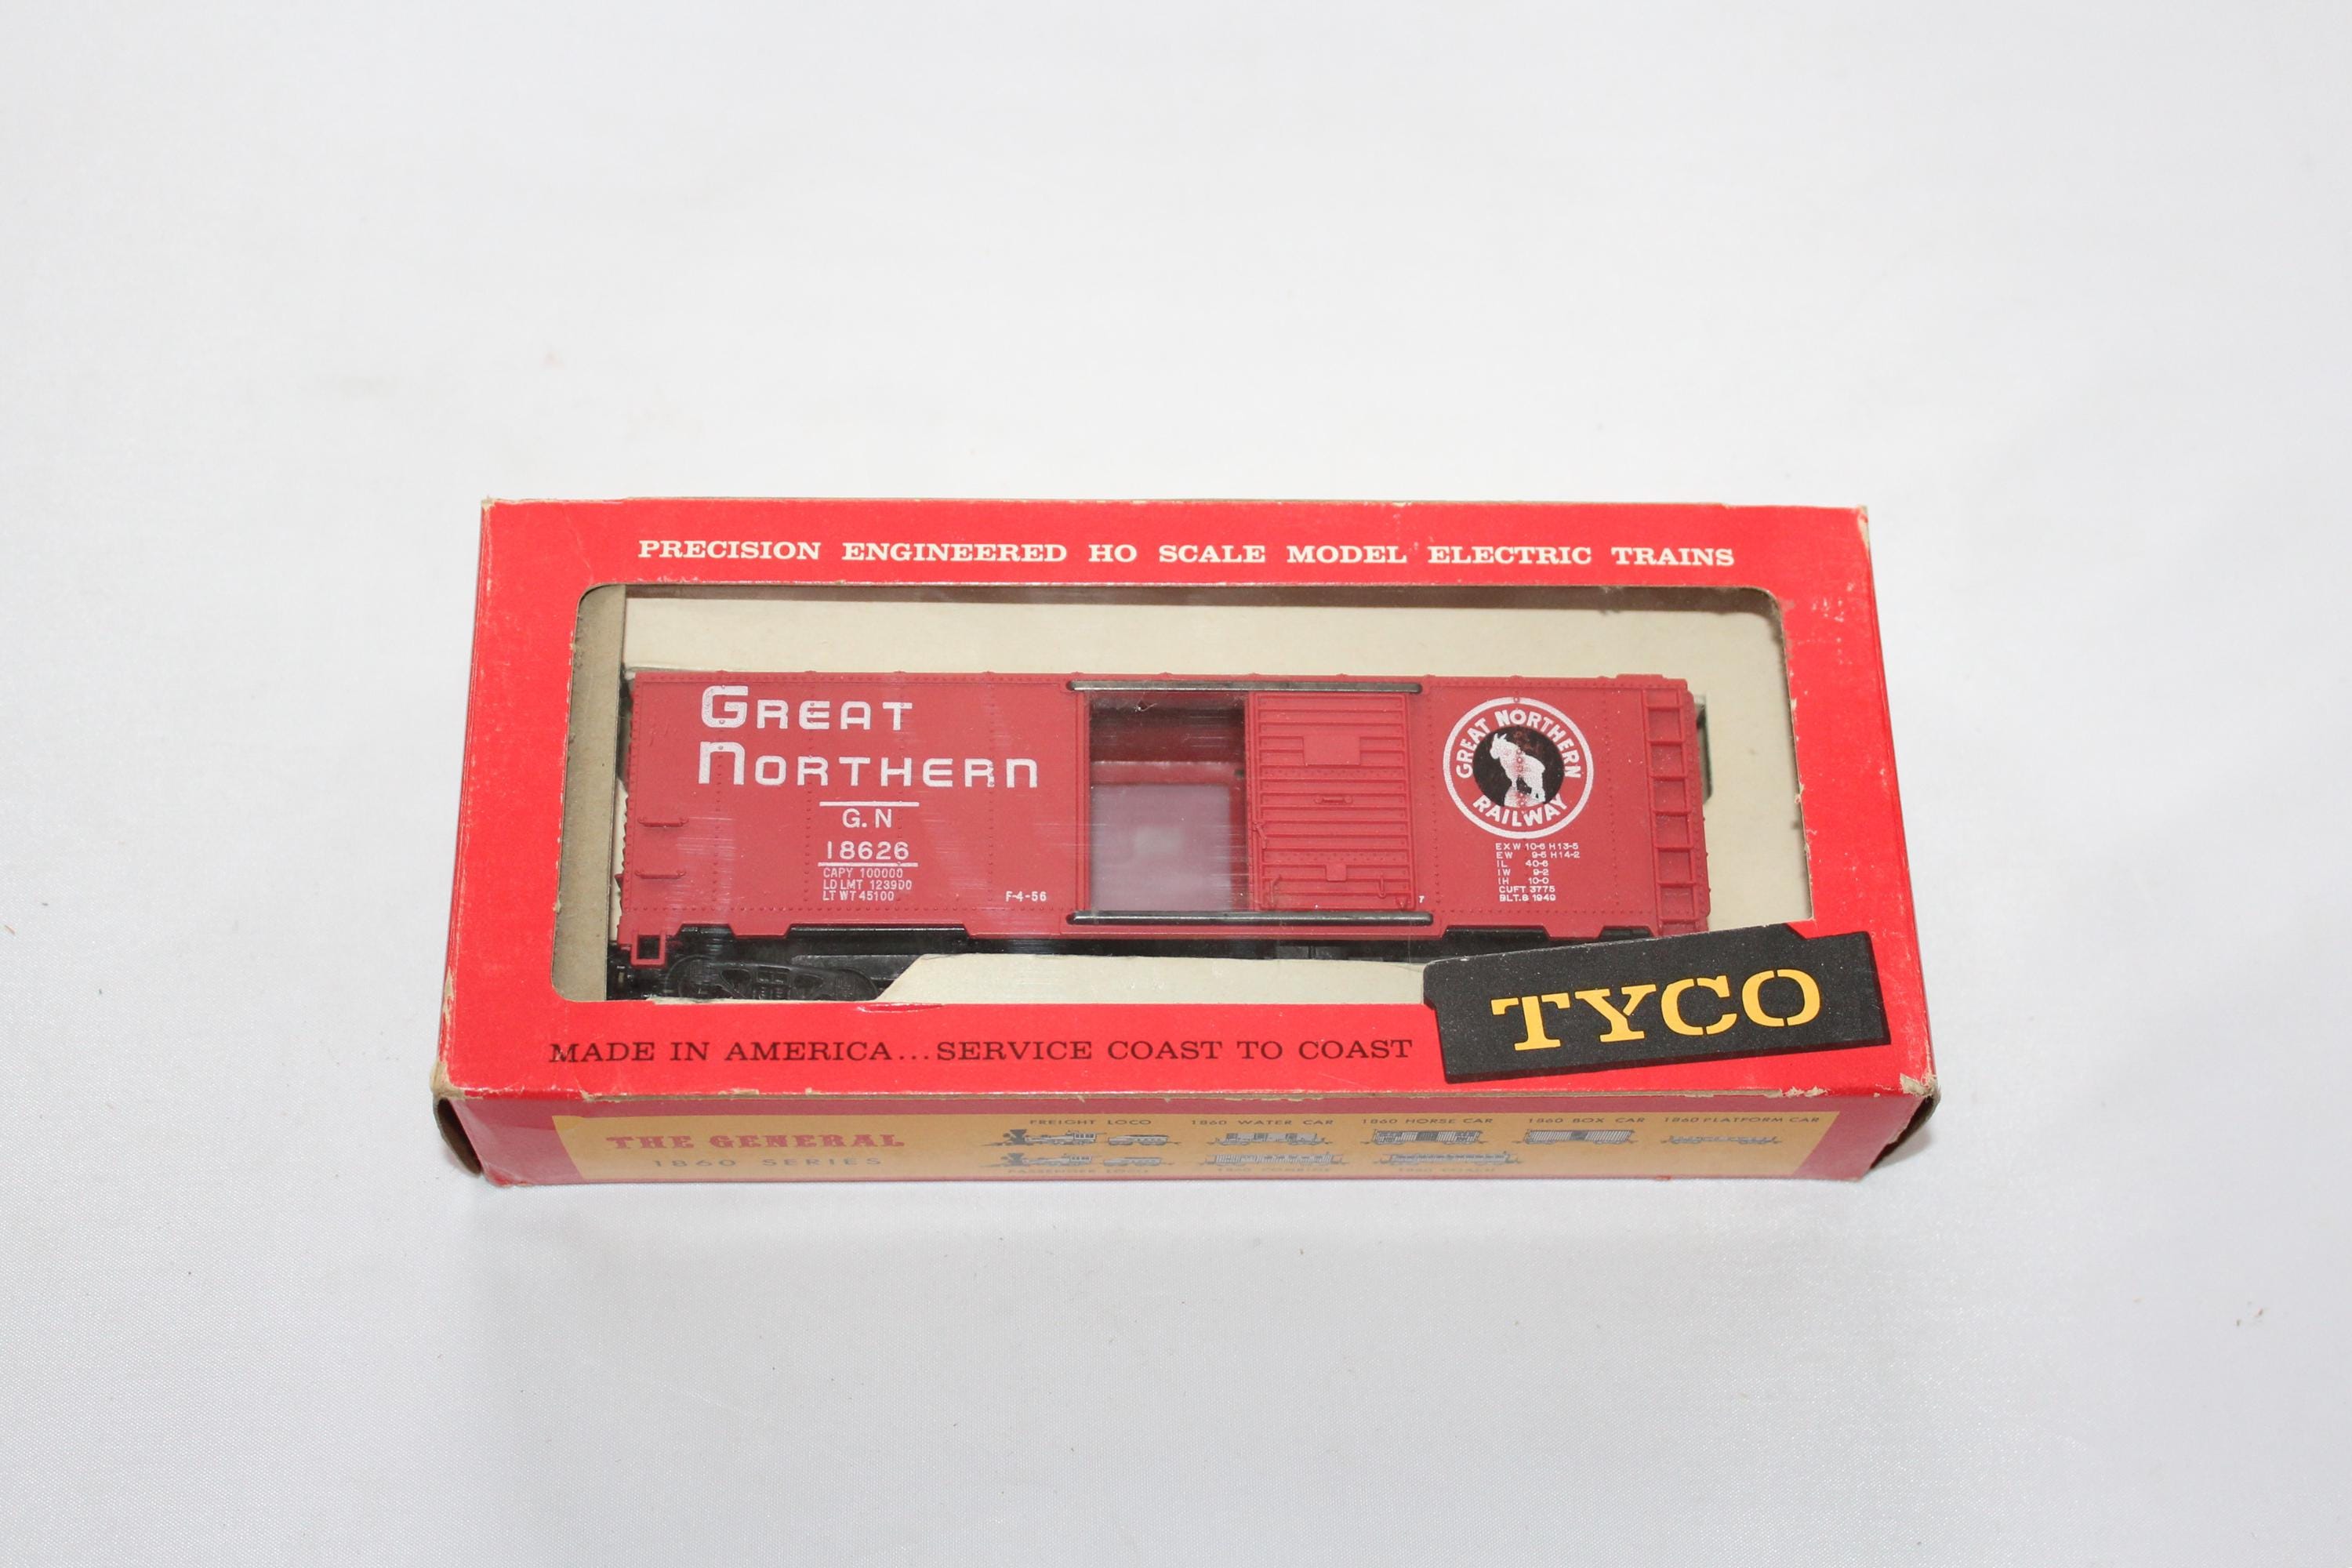 PRECISION ENGINEERED HO SCALE MODEL ELECTRIC TRAINS
GREAT
NORTHERN
G.N
18626
CAPY 100000
LD LMT 123900
LT WT 45100
F-4-56
GREAT NORTHERN
RAILWAY
EXW 10-6 H13-5
EW 9-5 H14-2
IL 40-6
IW 9-2
IH 10-0
CUFT 3775
BLT.8 1949
TYCO
MADE IN AMERICA...SERVICE COAST TO COAST
THE GENERAL
1860 SERIES
FREIGHT LOCO
1860 WATER CAR
1860 HORSE CAR
1860 BOX CAR
1860 PLATFORM CAR